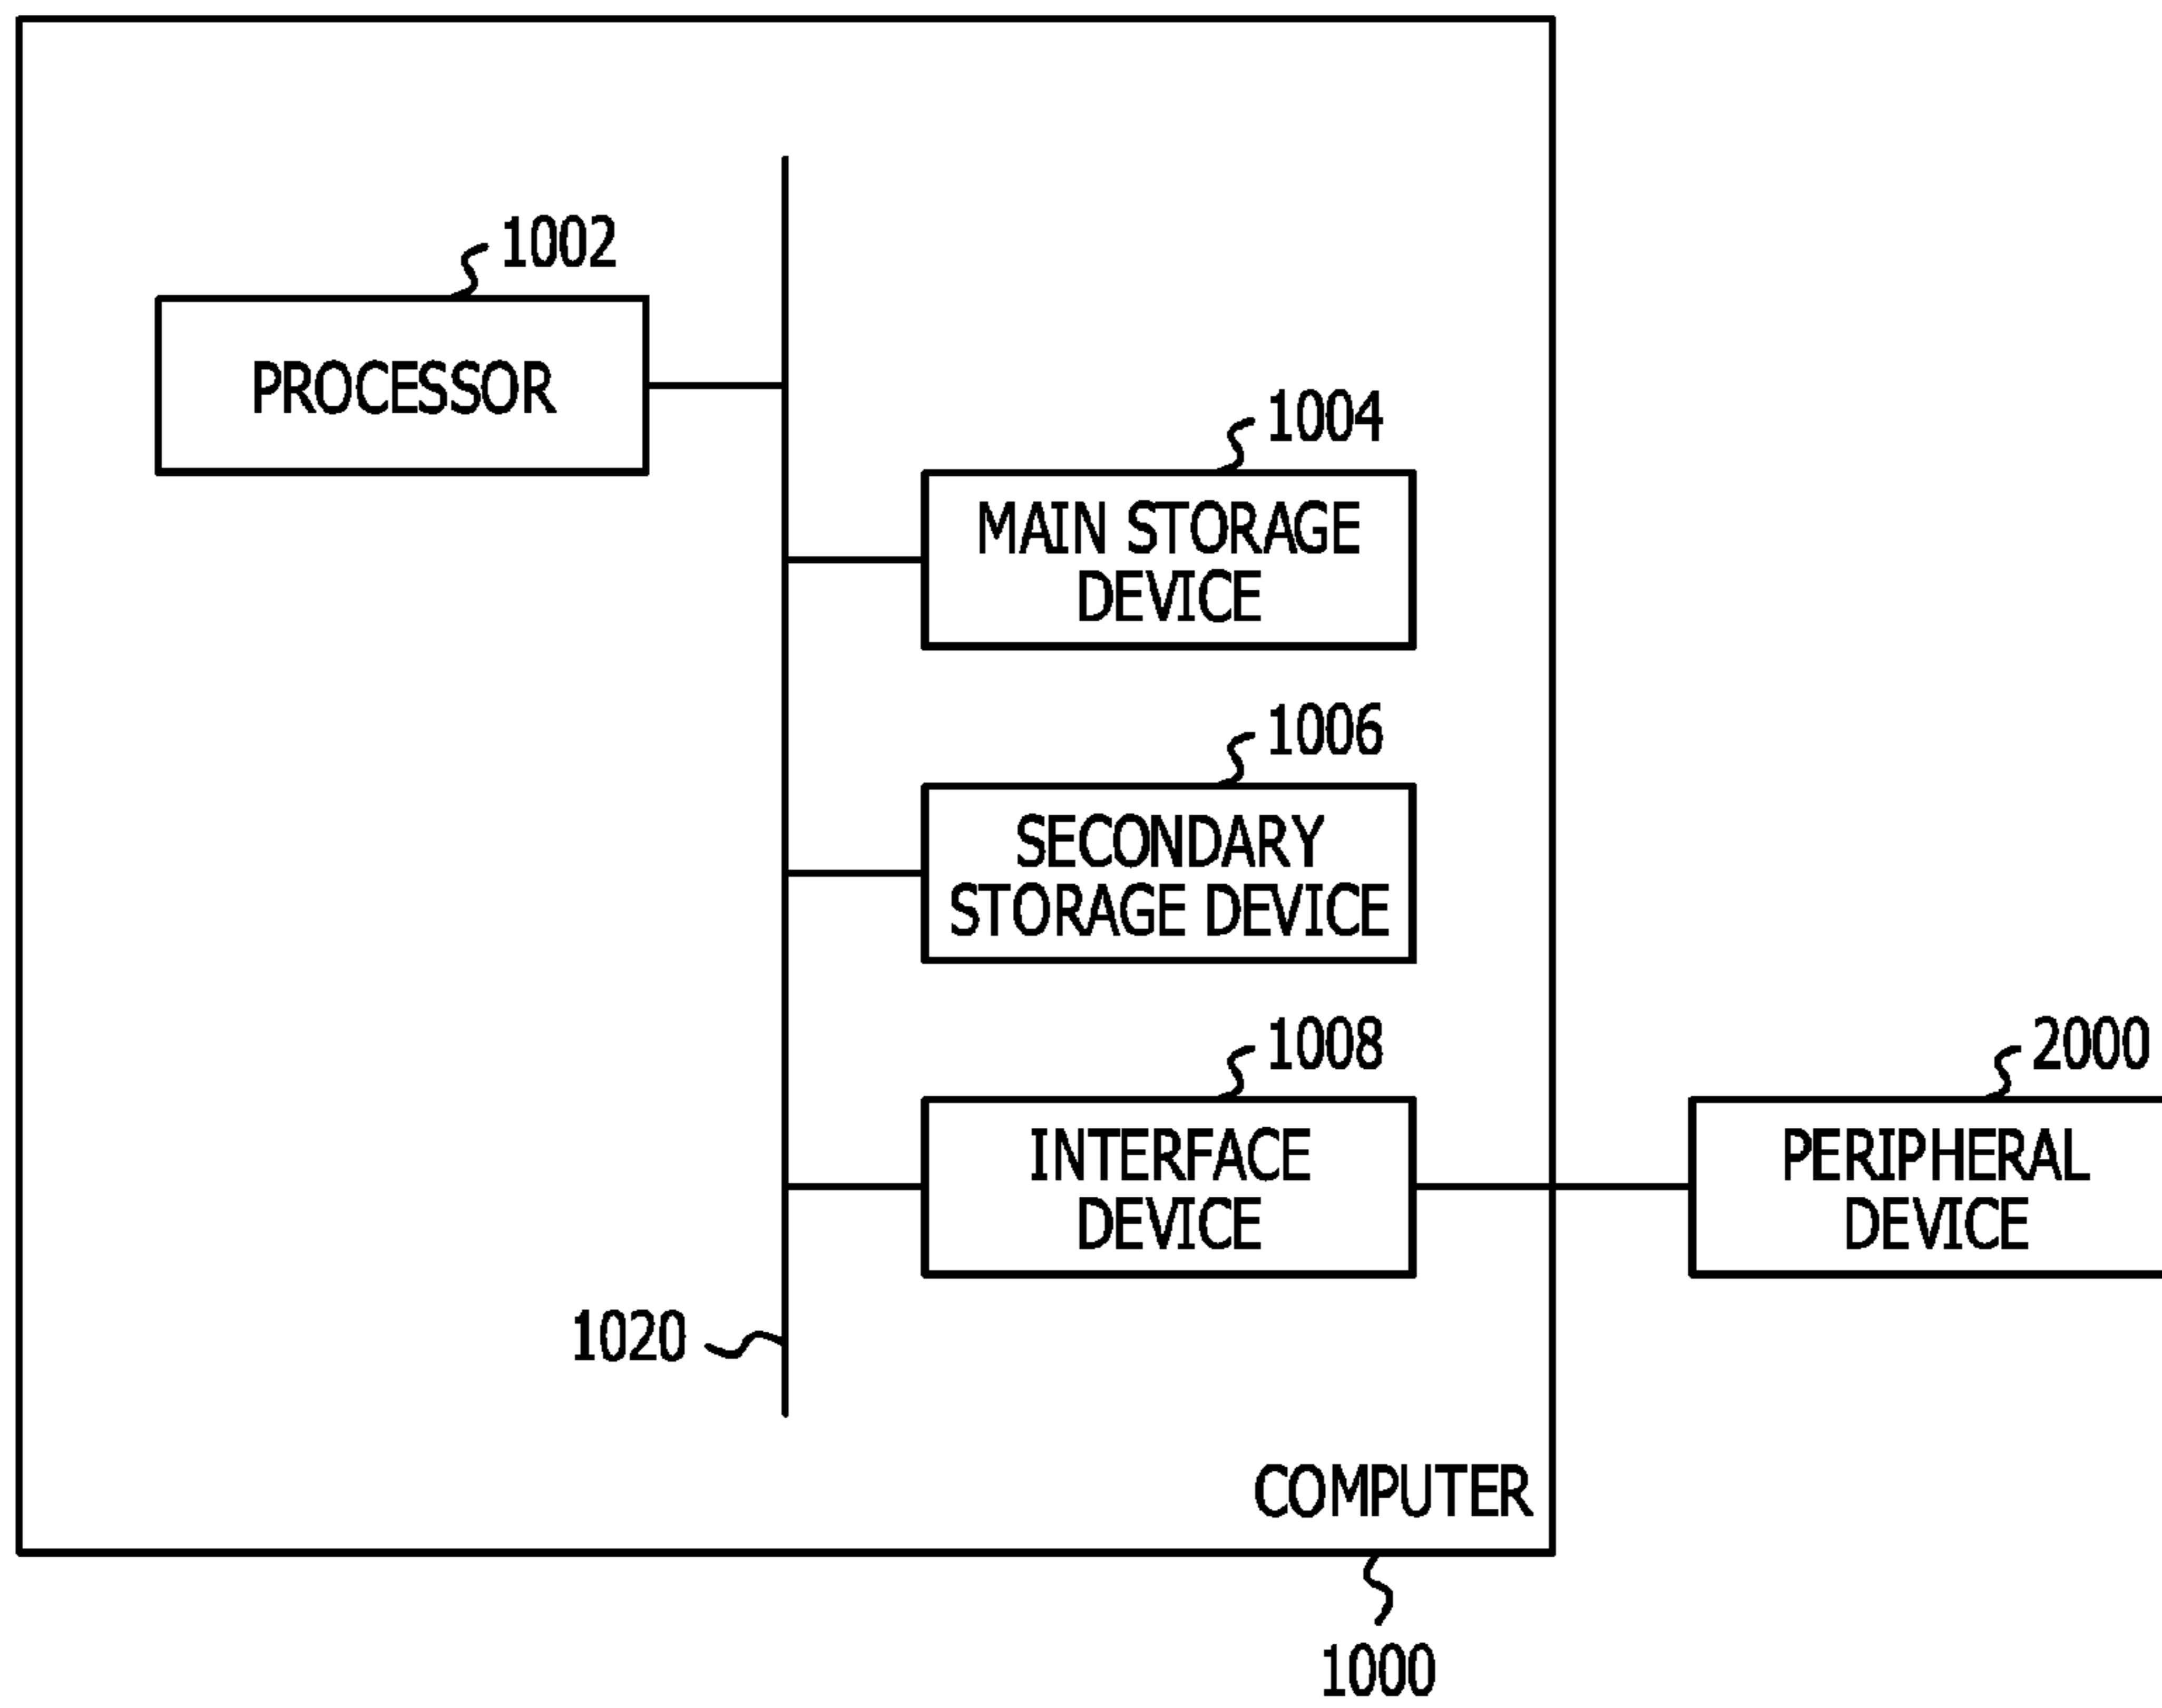 1002
PROCESSOR
1004
MAIN STORAGE
DEVICE
1006
SECONDARY
STORAGE DEVICE
1008
INTERFACE
DEVICE
2000
PERIPHERAL
DEVICE
1020
COMPUTER
1000